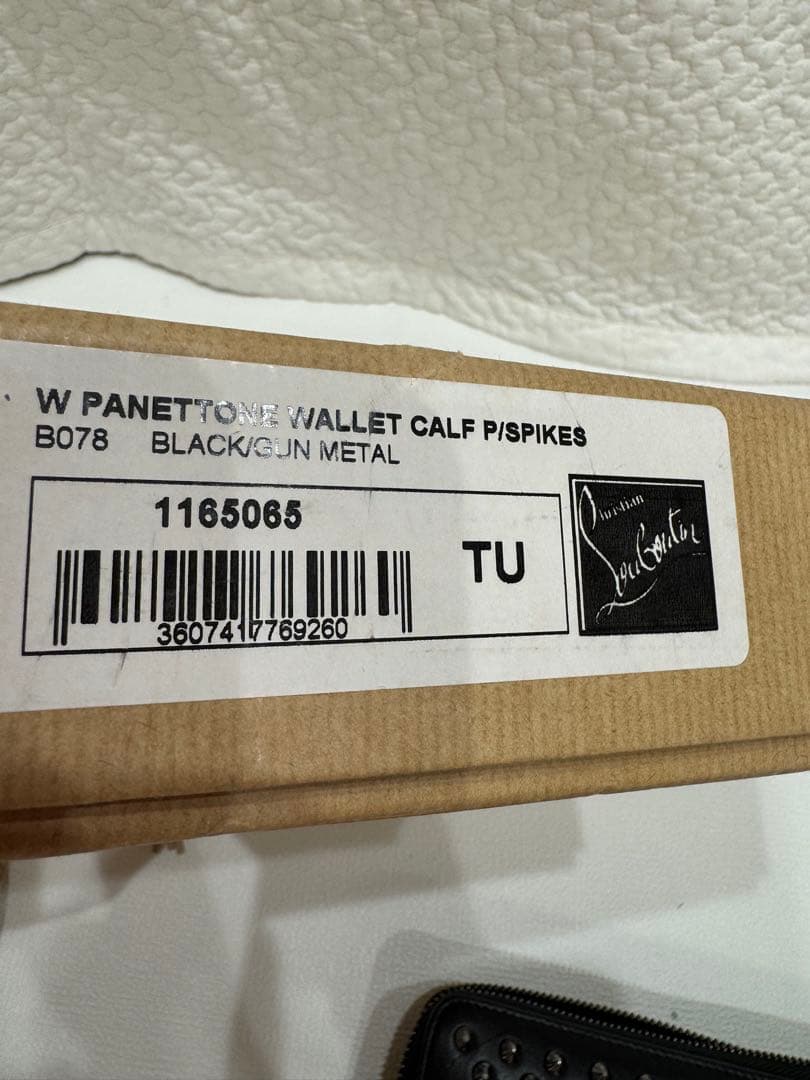 W PANETTONE WALLET CALF P/SPIKES
B078 BLACK/GUN METAL
1165065
TU
3607417769260
Christian
Louboutin